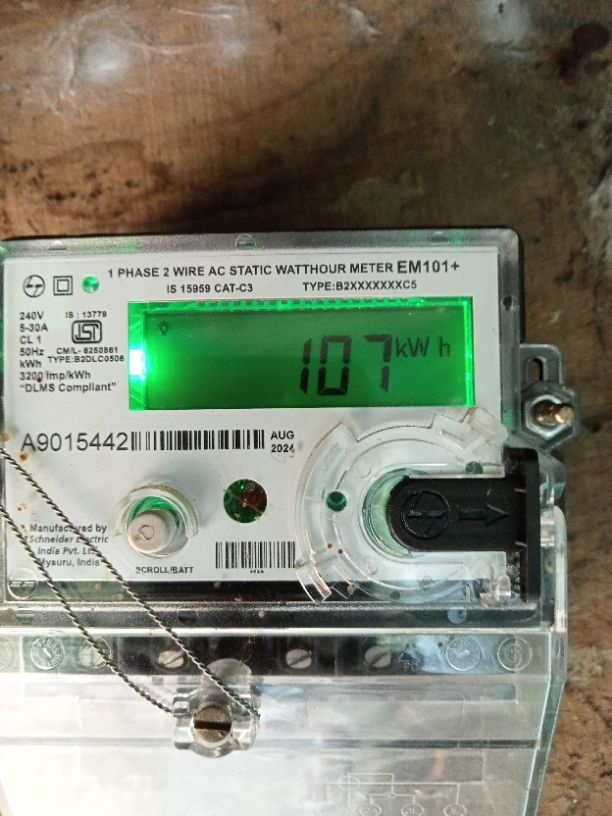 1 PHASE 2 WIRE AC STATIC WATTHOUR METER EM101+
IS 15959 CAT-C3 TYPE:B2XXXXXXXC5
240V IS : 13779
5-30A
CL 1
50Hz CM/L- 6250861
kWh TYPE:B2DLC0506
3200 imp/kWh
"DLMS Compliant"
ISI
107 kW h
A9015442
AUG
2024
Manufactured by
Schneider Electric
India Pvt. Ltd
Mysuru, India
SCROLL/BATT